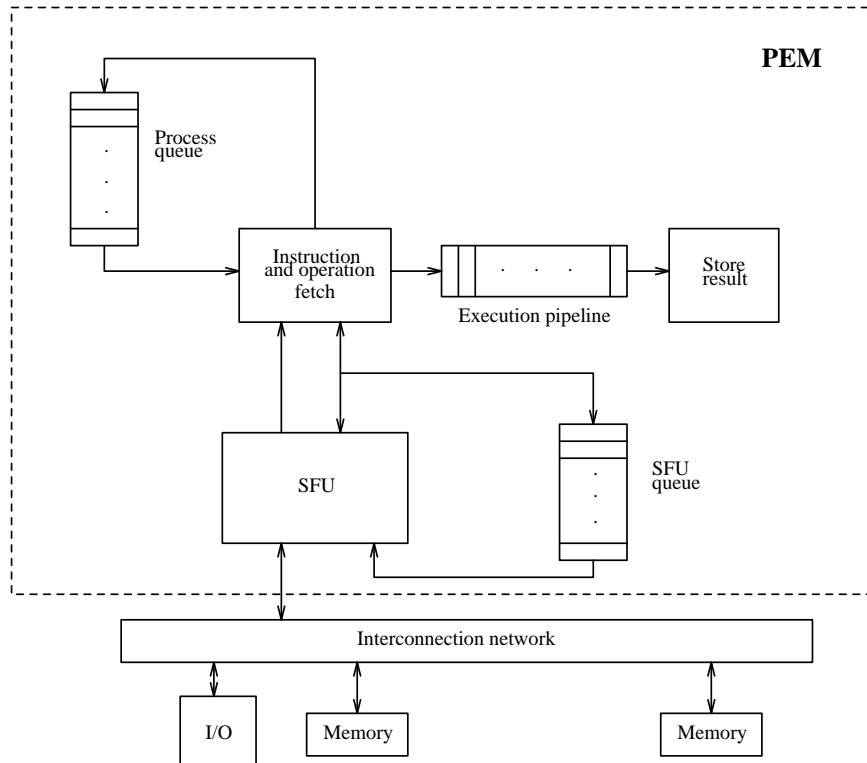 PEM
Process
queue
Instruction
and operation
fetch
Store
result
Execution pipeline
SFU
SFU
queue
Interconnection network
I/O
Memory
Memory